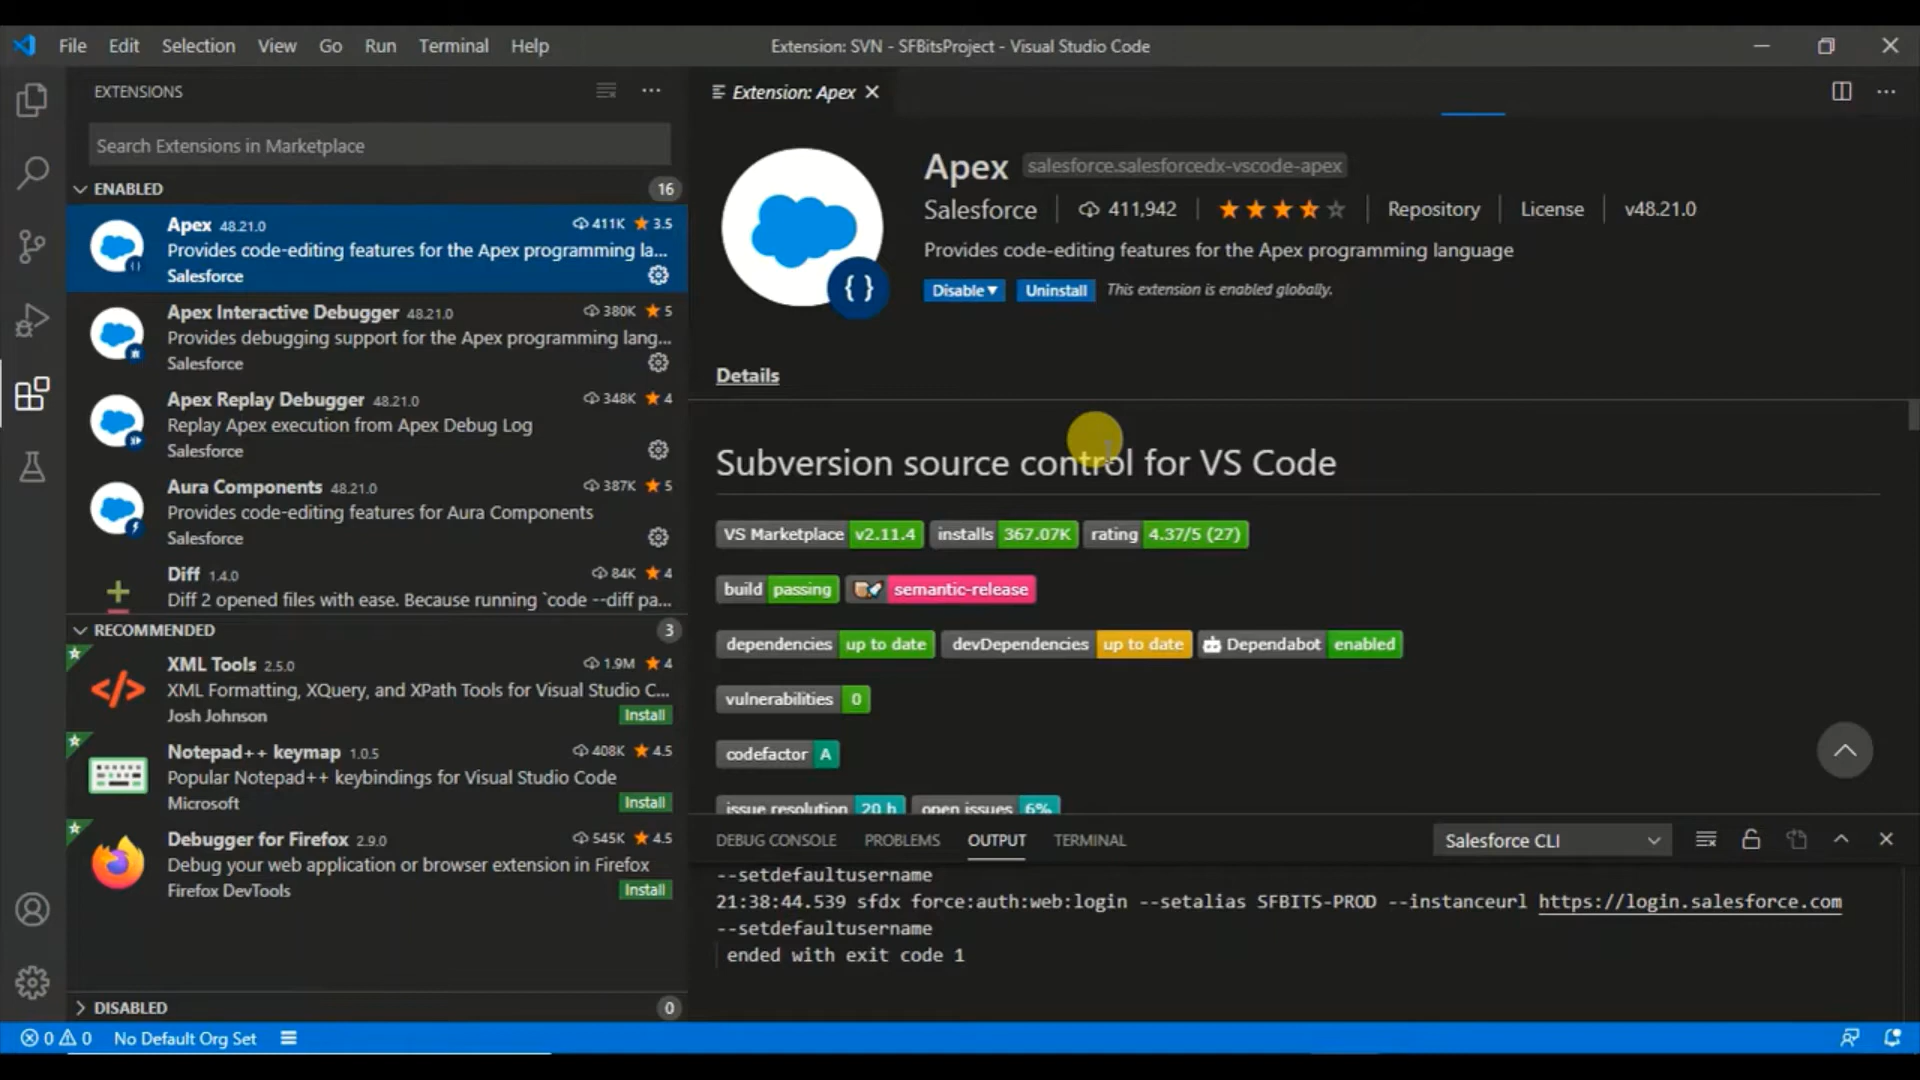 File Edit Selection View Go Run Terminal Help
Extension: SVN - SFBitsProject - Visual Studio Code
EXTENSIONS
Search Extensions in Marketplace
ENABLED 16
Apex 48.21.0 411K 3.5
Provides code-editing features for the Apex programming la...
Salesforce
Apex Interactive Debugger 48.21.0 380K 5
Provides debugging support for the Apex programming lang...
Salesforce
Apex Replay Debugger 48.21.0 348K 4
Replay Apex execution from Apex Debug Log
Salesforce
Aura Components 48.21.0 387K 5
Provides code-editing features for Aura Components
Salesforce
Diff 1.4.0 84K 4
Diff 2 opened files with ease. Because running `code --diff pa...
RECOMMENDED 3
XML Tools 2.5.0 1.9M 4
XML Formatting, XQuery, and XPath Tools for Visual Studio C...
Josh Johnson Install
Notepad++ keymap 1.0.5 408K 4.5
Popular Notepad++ keybindings for Visual Studio Code
Microsoft Install
Debugger for Firefox 2.9.0 545K 4.5
Debug your web application or browser extension in Firefox
Firefox DevTools Install
DISABLED 0
Extension: Apex
Apex salesforce.salesforcedx-vscode-apex
Salesforce 411,942 Repository License v48.21.0
Provides code-editing features for the Apex programming language
Disable Uninstall This extension is enabled globally.
{}
Details
Subversion source control for VS Code
VS Marketplace v2.11.4 installs 367.07K rating 4.37/5 (27)
build passing semantic-release
dependencies up to date devDependencies up to date Dependabot enabled
vulnerabilities 0
codefactor A
issue resolution 20 h open issues 6%
DEBUG CONSOLE PROBLEMS OUTPUT TERMINAL Salesforce CLI
--setdefaultusername
21:38:44.539 sfdx force:auth:web:login --setalias SFBITS-PROD --instanceurl https://login.salesforce.com
--setdefaultusername
ended with exit code 1
0 0 No Default Org Set